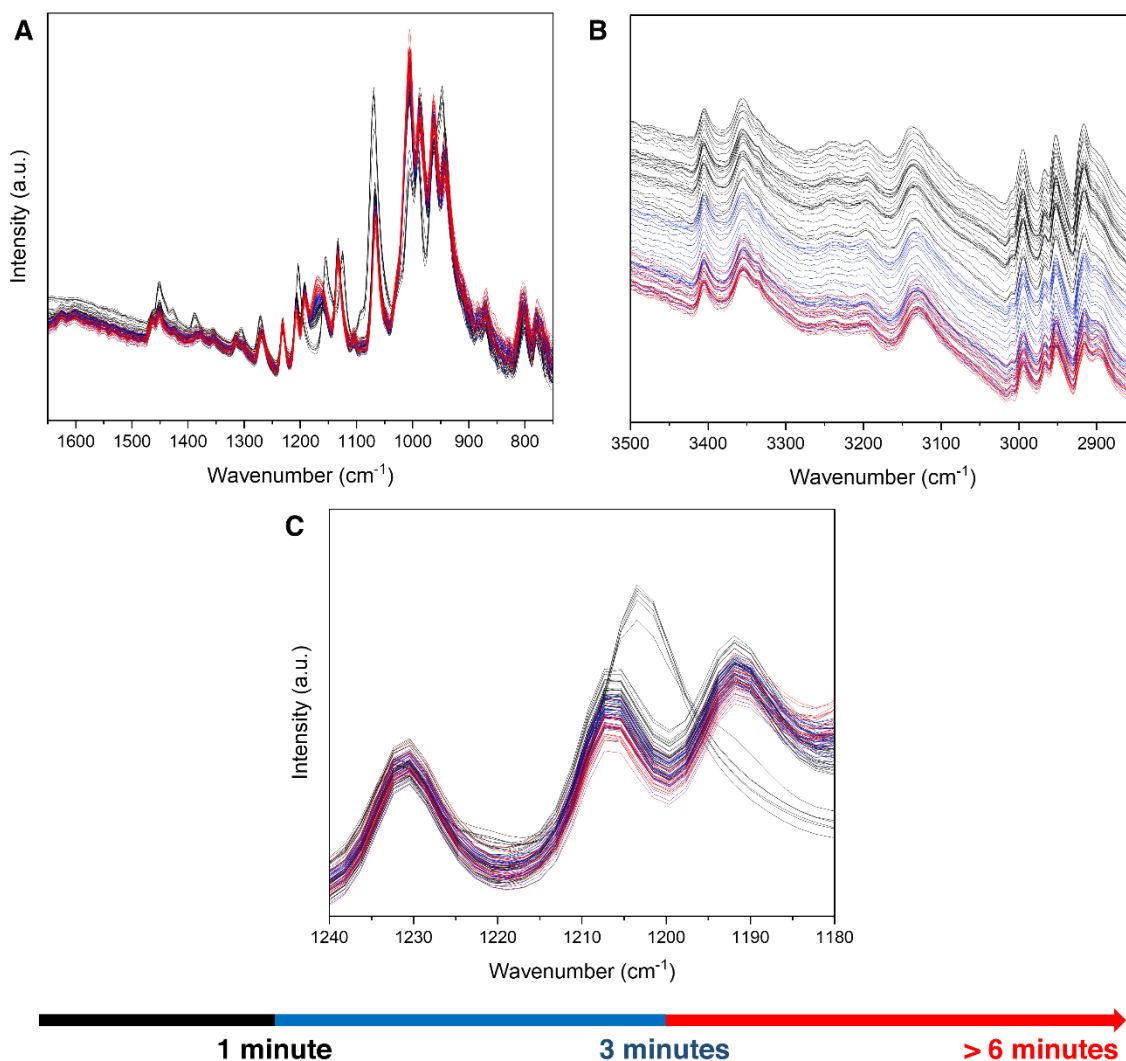 A
Intensity (a.u.)
1600 1500 1400 1300 1200 1100 1000 900 800
Wavenumber (cm⁻¹)
B
Intensity (a.u.)
3500 3400 3300 3200 3100 3000 2900
Wavenumber (cm⁻¹)
C
Intensity (a.u.)
1240 1230 1220 1210 1200 1190 1180
Wavenumber (cm⁻¹)
1 minute 3 minutes > 6 minutes